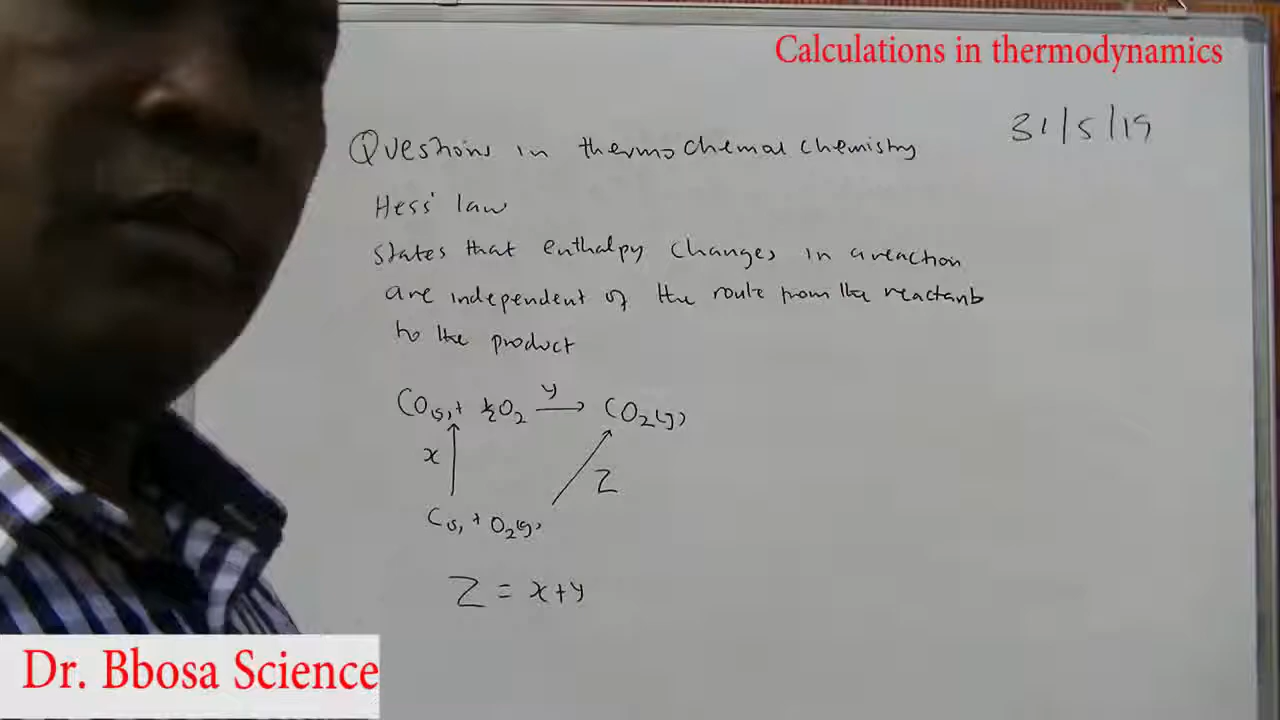 Calculations in thermodynamics
31/5/19
Questions in thermochemal chemistry
Hess' law
states that enthalpy changes in a reaction
are independent of the route from the reactants
to the product
y
CO(s) + ½O₂ → CO₂(g)
x
Z
C(s) + O₂(g)
Z = x+y
Dr. Bbosa Science